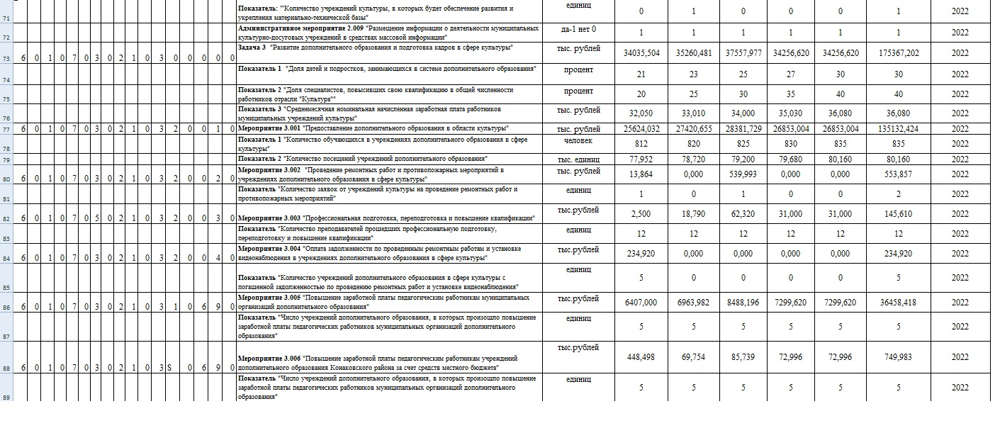 71 Показатель: "Количество учреждений культуры, в которых будет обеспечение развития и укрепления материально-технической базы" единиц 0 1 0 0 0 1 2022
72 Административное мероприятие 2.009 "Размещение информации о деятельности муниципальных культурно-досуговых учреждений в средствах массовой информации" да-1 нет 0 1 1 1 1 1 1 2022
73 6 0 1 0 7 0 3 0 2 1 0 3 0 0 0 0 0 Задача 3 "Развитие дополнительного образования и подготовка кадров в сфере культуры" тыс. рублей 34035,504 35260,481 37557,977 34256,620 34256,620 175367,202 2022
74 Показатель 1 "Доля детей и подростков, занимающихся в системе дополнительного образования" процент 21 23 25 27 30 30 2022
75 Показатель 2 "Доля специалистов, повысивших свою квалификацию в общей численности работников отрасли "Культура"" процент 20 25 30 35 40 40 2022
76 Показатель 3 "Среднемесячная номинальная начисленная заработная плата работников муниципальных учреждений культуры" тыс. рублей 32,050 33,010 34,000 35,030 36,080 36,080 2022
77 6 0 1 0 7 0 3 0 2 1 0 3 2 0 0 1 0 Мероприятие 3.001 "Предоставление дополнительного образования в области культуры" тыс. рублей 25624,032 27420,655 28381,729 26853,004 26853,004 135132,424 2022
78 Показатель 1 "Количество обучающихся в учреждениях дополнительного образования в сфере культуры" человек 812 820 825 830 835 835 2022
79 Показатель 2 "Количество посещений учреждений дополнительного образования" тыс. единиц 77,952 78,720 79,200 79,680 80,160 80,160 2022
80 6 0 1 0 7 0 3 0 2 1 0 3 2 0 0 2 0 Мероприятие 3.002 "Проведение ремонтных работ и противопожарных мероприятий в учреждениях дополнительного образования в сфере культуры" тыс. рублей 13,864 0,000 539,993 0,000 0,000 553,857 2022
81 Показатель "Количество заявок от учреждений культуры на проведение ремонтных работ и противопожарных мероприятий" единиц 1 0 1 0 0 2 2022
82 6 0 1 0 7 0 5 0 2 1 0 3 2 0 0 3 0 Мероприятие 3.003 "Профессиональная подготовка, переподготовка и повышение квалификации" тыс.рублей 2,500 18,790 62,320 31,000 31,000 145,610 2022
83 Показатель "Количество преподавателей прошедших профессиональную подготовку, переподготовку и повышение квалификации" единиц 12 12 12 12 12 12 2022
84 6 0 1 0 7 0 3 0 2 1 0 3 2 0 0 4 0 Мероприятие 3.004 "Оплата задолженности по проведенным ремонтным работам и установке видеонаблюдения в учреждениях дополнительного образования в сфере культуры" тыс.рублей 234,920 0,000 0,000 0,000 0,000 234,920 2022
85 Показатель "Количество учреждений дополнительного образования в сфере культуры с погашенной задолженностью по проведению ремонтных работ и установке видеонаблюдения" единиц 5 0 0 0 0 5 2022
86 6 0 1 0 7 0 3 0 2 1 0 3 1 0 6 9 0 Мероприятие 3.005 "Повышение заработной платы педагогическим работникам муниципальных организаций дополнительного образования" тыс.рублей 6407,000 6963,982 8488,196 7299,620 7299,620 36458,418 2022
87 Показатель "Число учреждений дополнительного образования, в которых произошло повышение заработной платы педагогических работников муниципальных организаций дополнительного образования" единиц 5 5 5 5 5 5 2022
88 6 0 1 0 7 0 3 0 2 1 0 3 S 0 6 9 0 Мероприятие 3.006 "Повышение заработной платы педагогическим работникам учреждений дополнительного образования Конаковского района за счет средств местного бюджета" тыс.рублей 448,498 69,754 85,739 72,996 72,996 749,983 2022
89 Показатель "Число учреждений дополнительного образования, в которых произошло повышение заработной платы педагогических работников муниципальных организаций дополнительного образования" единиц 5 5 5 5 5 5 2022